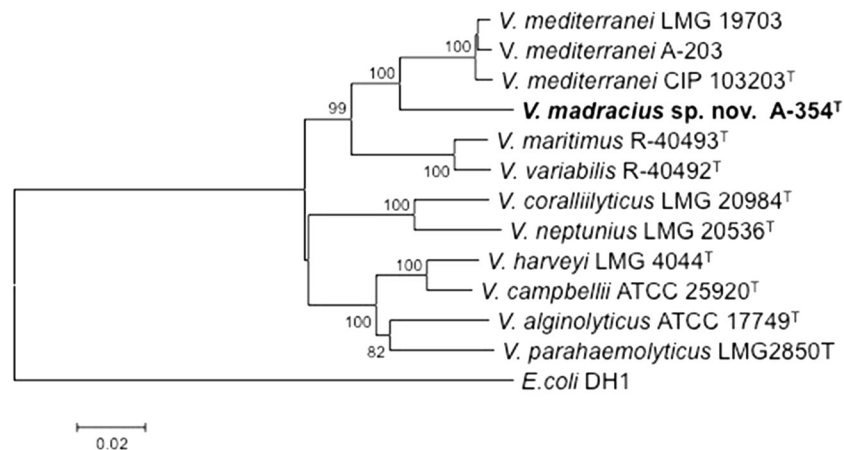 V. mediterranei LMG 19703
100
V. mediterranei A-203
100
V. mediterranei CIP 103203ᵀ
99
V. madracius sp. nov. A-354ᵀ
V. maritimus R-40493ᵀ
100
V. variabilis R-40492ᵀ
100
V. coralliilyticus LMG 20984ᵀ
V. neptunius LMG 20536ᵀ
100
V. harveyi LMG 4044ᵀ
V. campbellii ATCC 25920ᵀ
100
V. alginolyticus ATCC 17749ᵀ
82
V. parahaemolyticus LMG2850T
E.coli DH1
0.02